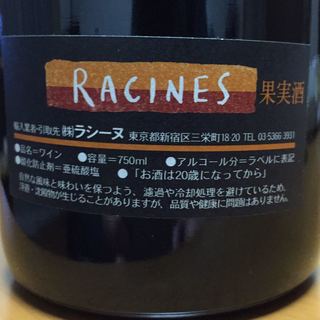 RACINES
果実酒
輸入業者・引取先 ㈱ラシーヌ 東京都新宿区三栄町18 20 TEL 03-5366 3931
●品名=ワイン ●容量=750ml ●アルコール分=ラベルに表記
●酸化防止剤=亜硫酸塩 ●「お酒は20歳になってから」
自然な風味と味わいを保つよう、濾過や冷却処理を避けているため、
浮遊・沈殿物が生じることがありますが、品質や健康に問題はありません。